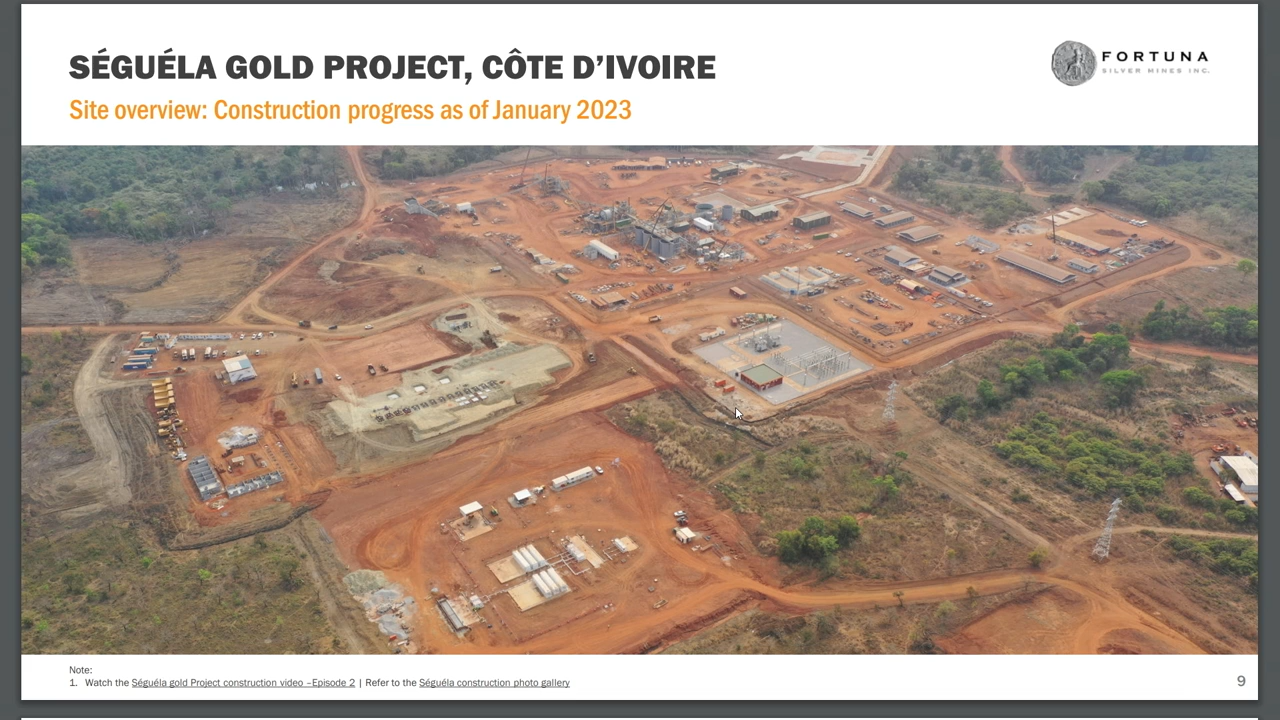 SÉGUÉLA GOLD PROJECT, CÔTE D’IVOIRE
FORTUNA
SILVER MINES INC.
Site overview: Construction progress as of January 2023
Note:
1. Watch the Séguéla gold Project construction video –Episode 2 | Refer to the Séguéla construction photo gallery
9